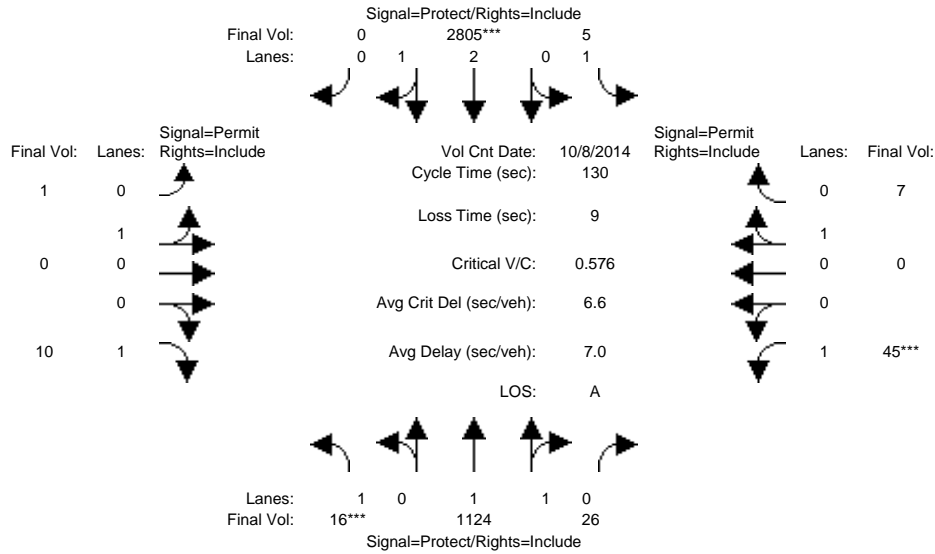 Signal=Protect/Rights=Include
Final Vol: 0 2805*** 5
Lanes: 0 1 2 0 1
Signal=Permit Signal=Permit
Final Vol: Lanes: Rights=Include Vol Cnt Date: 10/8/2014 Rights=Include Lanes: Final Vol:
Cycle Time (sec): 130
1 0 0 7
Loss Time (sec): 9
1 1
0 0 Critical V/C: 0.576 0 0
0 Avg Crit Del (sec/veh): 6.6 0
10 1 Avg Delay (sec/veh): 7.0 1 45***
LOS: A
Lanes: 1 0 1 1 0
Final Vol: 16*** 1124 26
Signal=Protect/Rights=Include